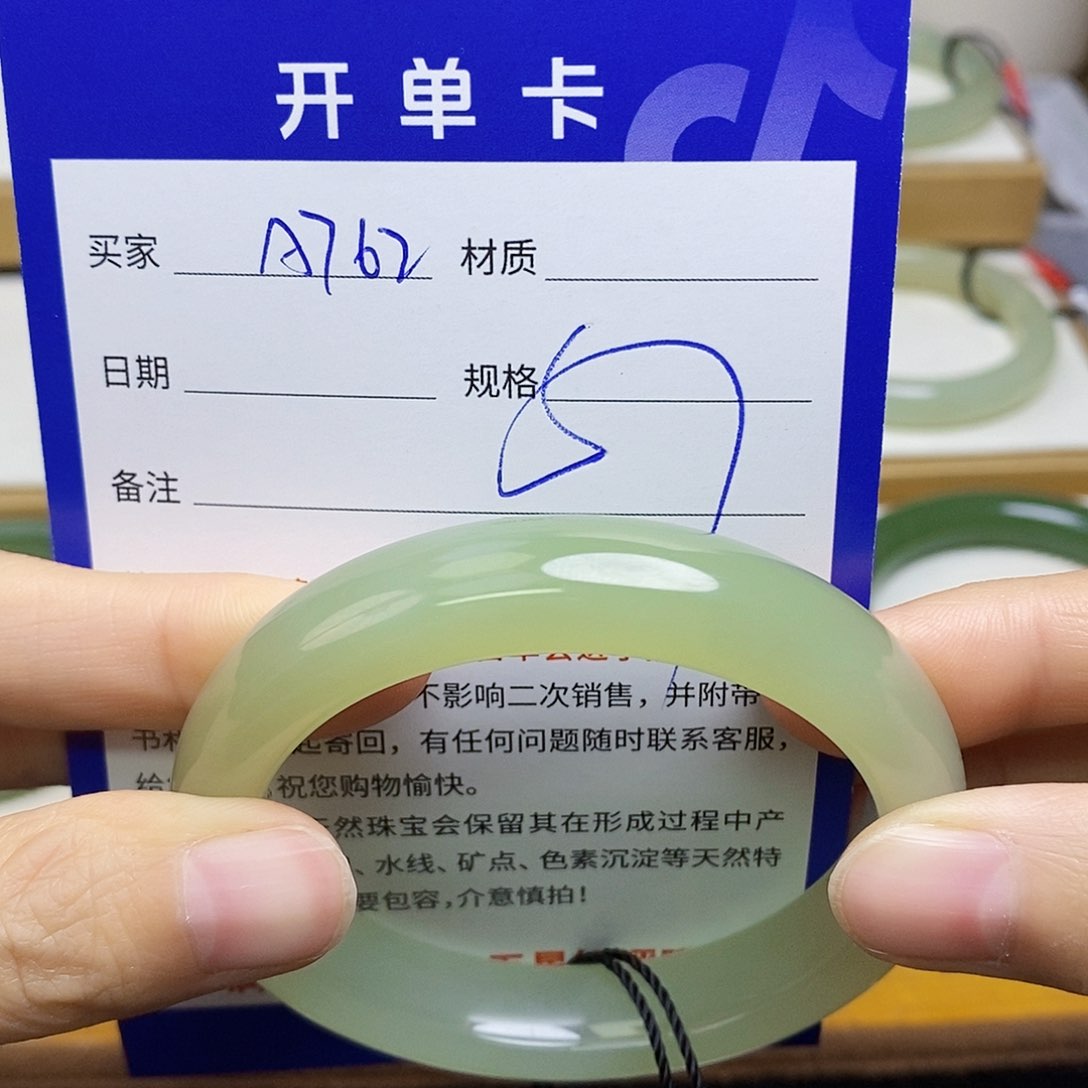 开单卡
买家 A762 材质
日期 规格
备注
不影响二次销售，并附带
寄回，有任何问题随时联系客服，
祝您购物愉快。
然珠宝会保留其在形成过程中产
、水线、矿点、色素沉淀等天然特
要包容，介意慎拍！